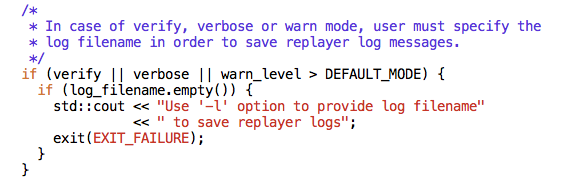 /*
 * In case of verify, verbose or warn mode, user must specify the
 * log filename in order to save replayer log messages.
 */
if (verify || verbose || warn_level > DEFAULT_MODE) {
  if (log_filename.empty()) {
    std::cout << "Use '-l' option to provide log filename"
              << " to save replayer logs";
    exit(EXIT_FAILURE);
  }
}